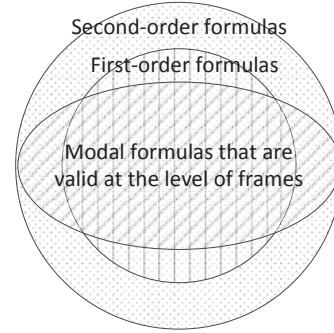 Second-order formulas
First-order formulas
Modal formulas that are
valid at the level of frames